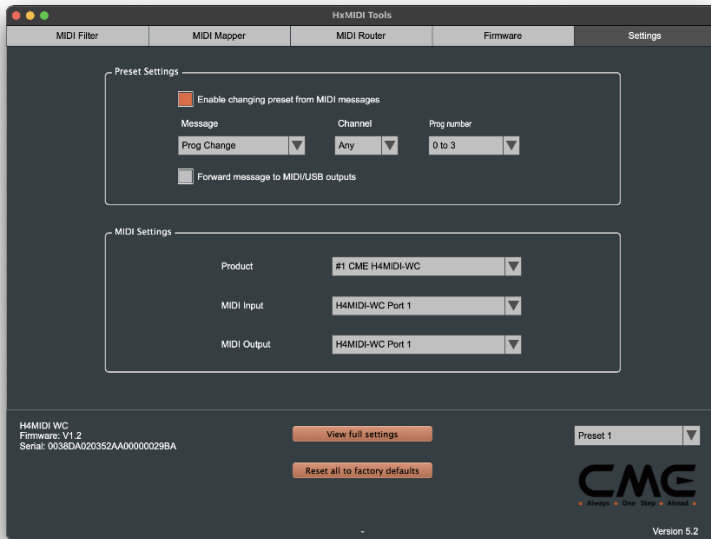 HxMIDI Tools
MIDI Filter
MIDI Mapper
MIDI Router
Firmware
Settings
Preset Settings
Enable changing preset from MIDI messages
Message
Channel
Prog number
Prog Change
Any
0 to 3
Forward message to MIDI/USB outputs
MIDI Settings
Product
#1 CME H4MIDI-WC
MIDI Input
H4MIDI-WC Port 1
MIDI Output
H4MIDI-WC Port 1
H4MIDI WC
Firmware: V1.2
Serial: 0038DA020352AA00000029BA
View full settings
Preset 1
Reset all to factory defaults
CME
• Always • One Step • Ahead •
-
Version 5.2